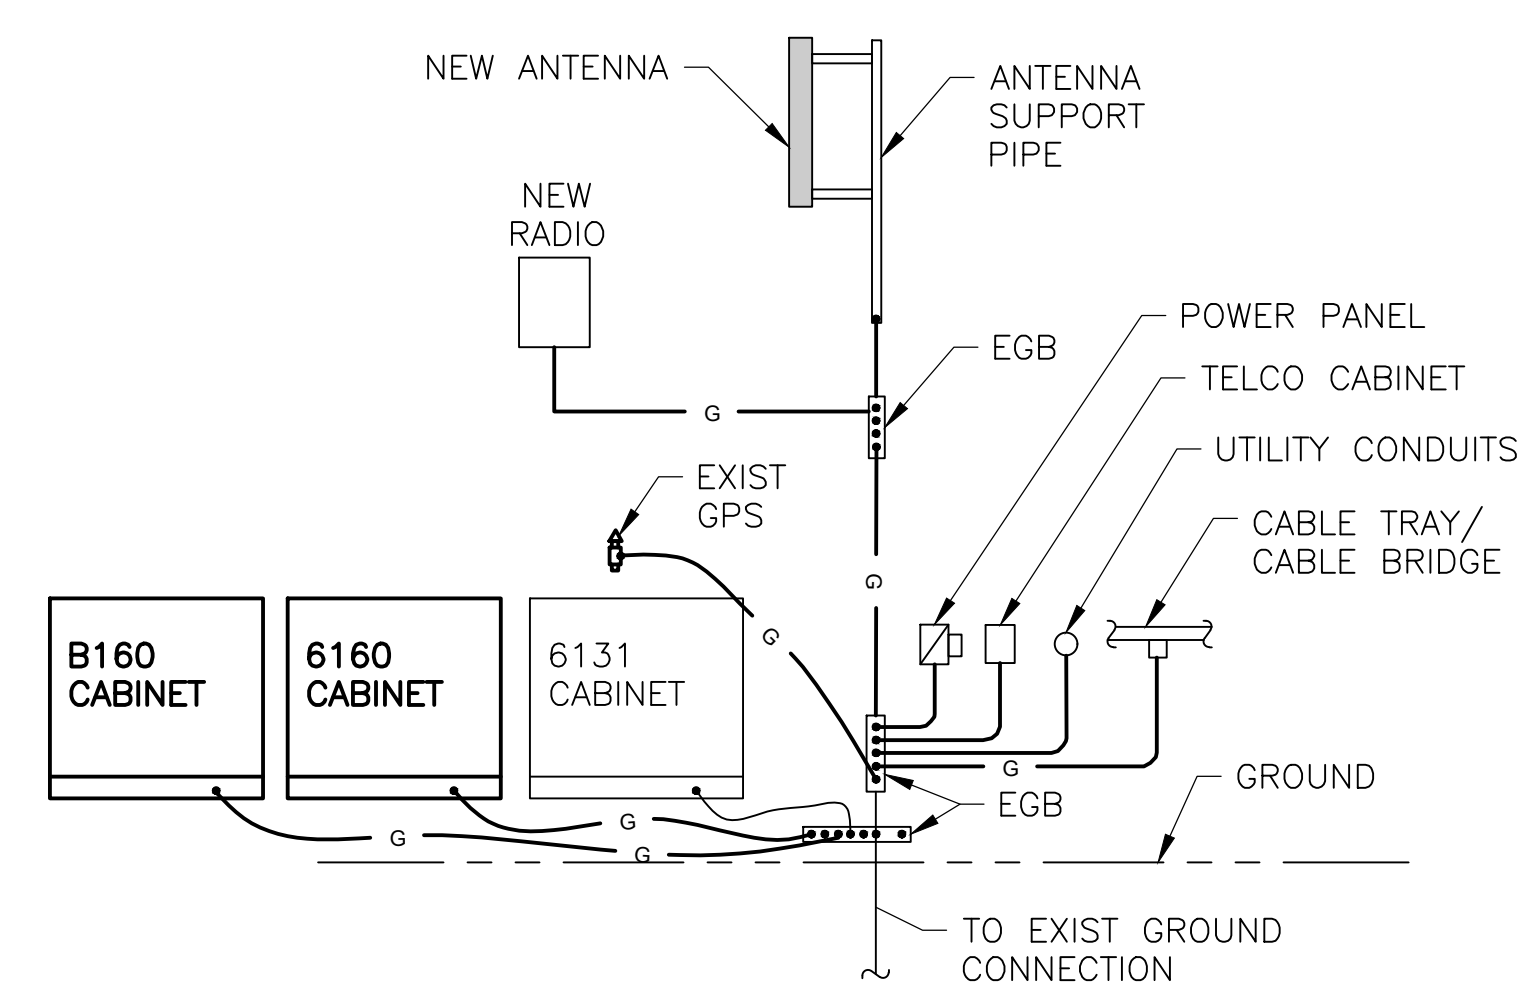 NEW ANTENNA
ANTENNA
SUPPORT
PIPE
NEW
RADIO
POWER PANEL
EGB
TELCO CABINET
G
UTILITY CONDUITS
EXIST
GPS
CABLE TRAY/
CABLE BRIDGE
G
G
B160
CABINET
6160
CABINET
6131
CABINET
G
GROUND
EGB
G
G
G
TO EXIST GROUND
CONNECTION